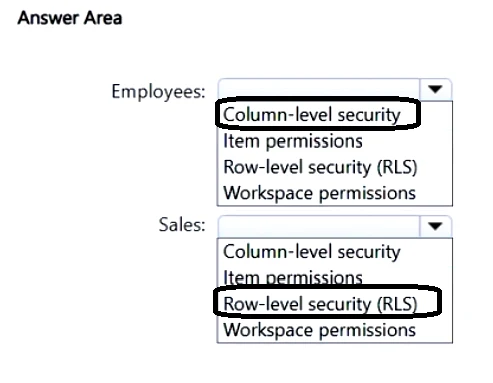 Answer Area
Employees:
Column-level security
Item permissions
Row-level security (RLS)
Workspace permissions
Sales:
Column-level security
Item permissions
Row-level security (RLS)
Workspace permissions